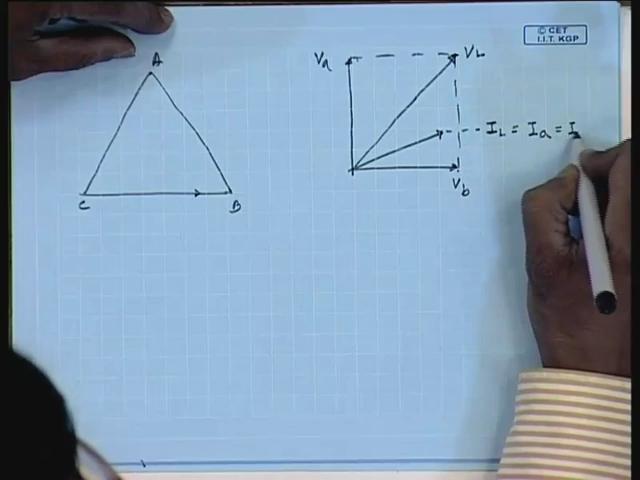 © CET
I.I.T. KGP
A
Va
VL
IL = Ia = I
C
B
Vb